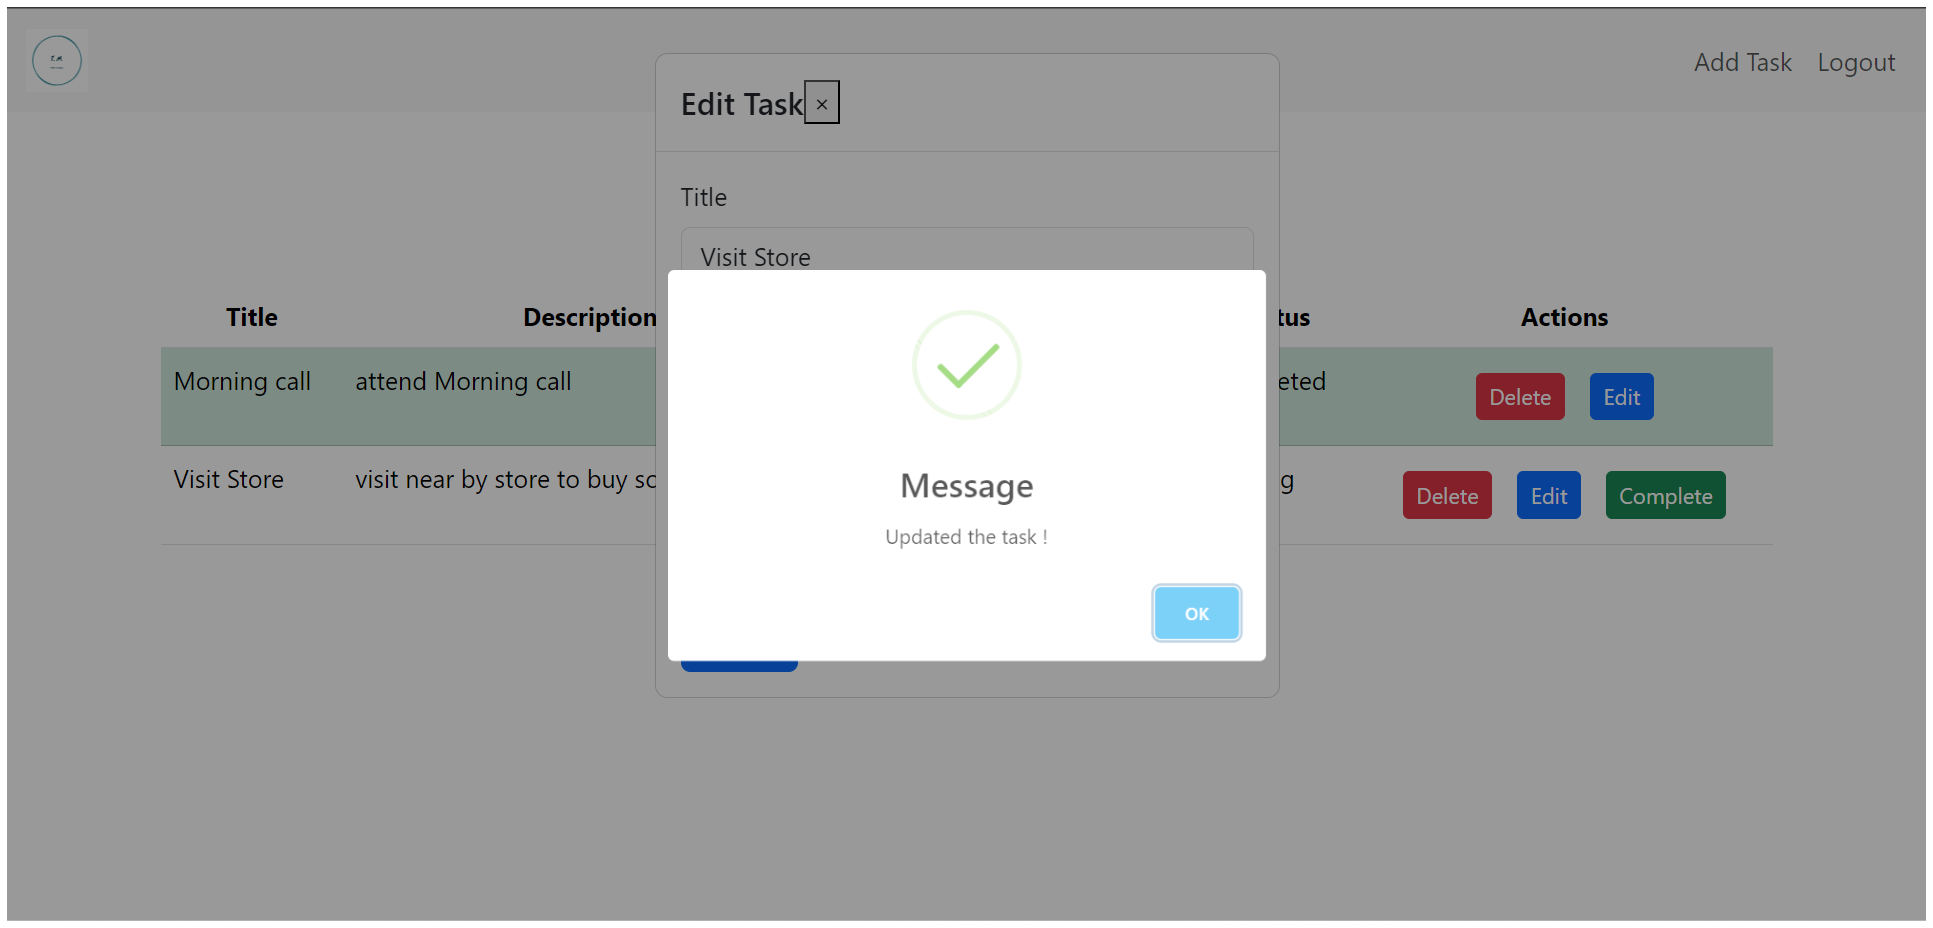 T.M.
Add Task Logout
Edit Task ×
Title
Visit Store
Title Description tus Actions
Morning call attend Morning call eted Delete Edit
Visit Store visit near by store to buy sc g Delete Edit Complete
Message
Updated the task !
OK